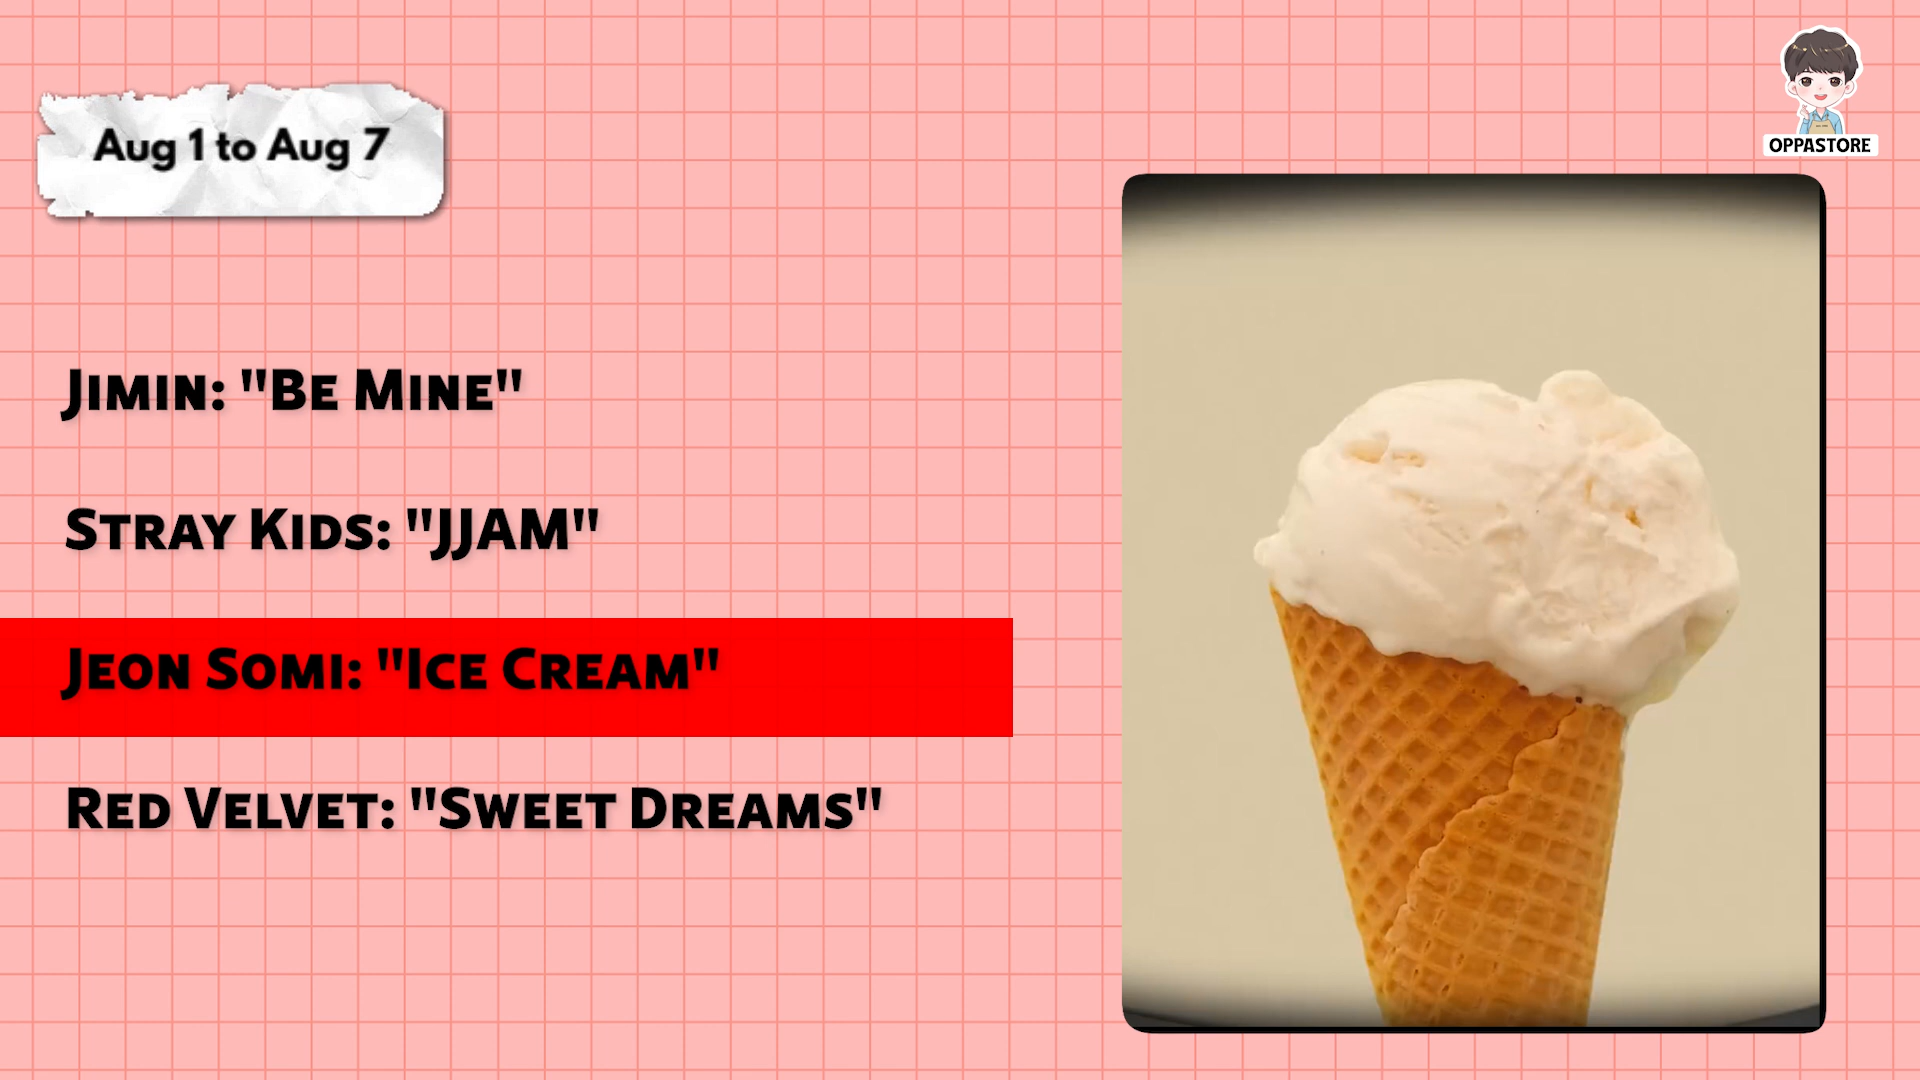 Aug 1 to Aug 7
OPPASTORE
Jimin: "Be Mine"
Stray Kids: "JJAM"
Jeon Somi: "Ice Cream"
Red Velvet: "Sweet Dreams"